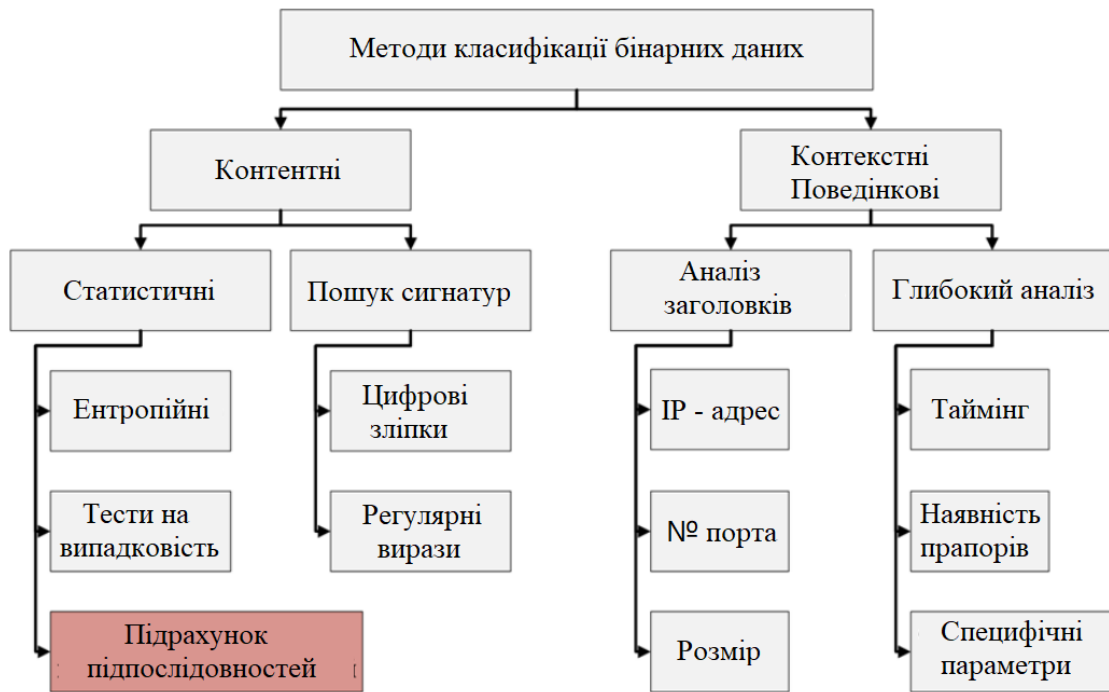 Методи класифікації бінарних даних
Контентні
Контекстні
Поведінкові
Статистичні
Пошук сигнатур
Аналіз
заголовків
Глибокий аналіз
Ентропійні
Цифрові
зліпки
IP - адрес
Таймінг
Тести на
випадковість
Регулярні
вирази
№ порта
Наявність
прапорів
Підрахунок
підпослідовностей
Розмір
Специфічні
параметри